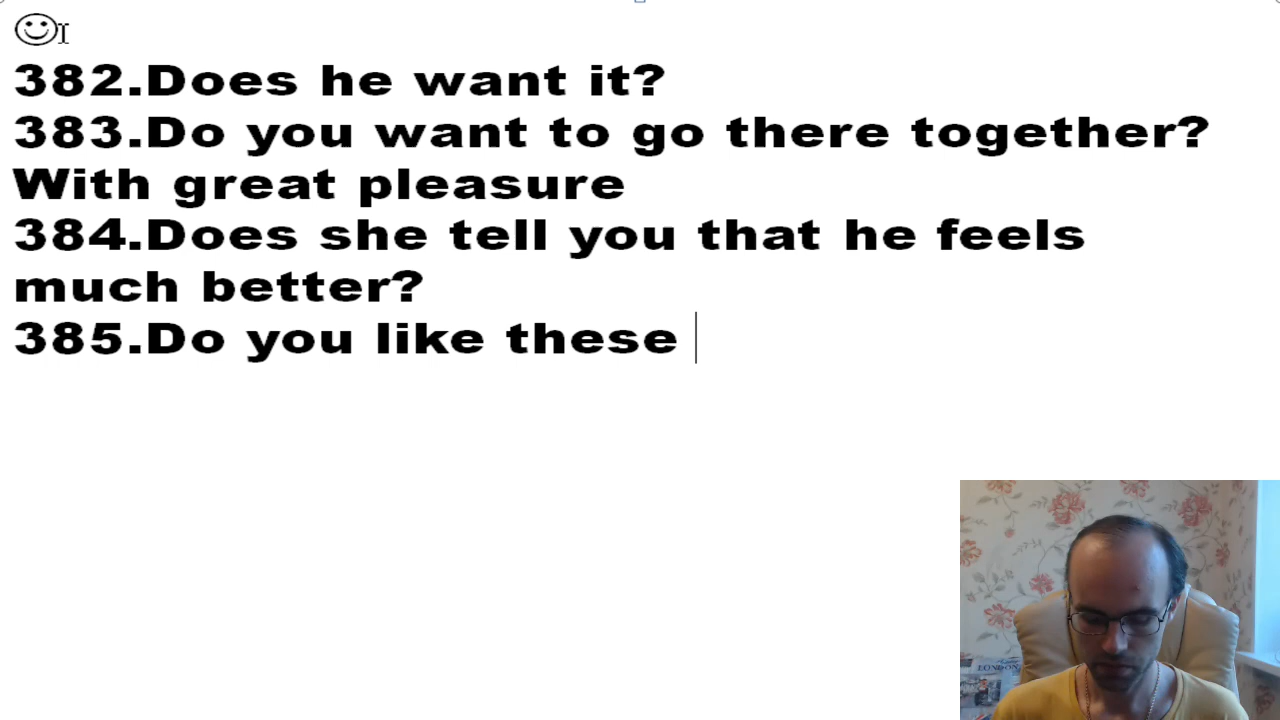 382.Does he want it?
383.Do you want to go there together?
With great pleasure
384.Does she tell you that he feels
much better?
385.Do you like these
LONDON